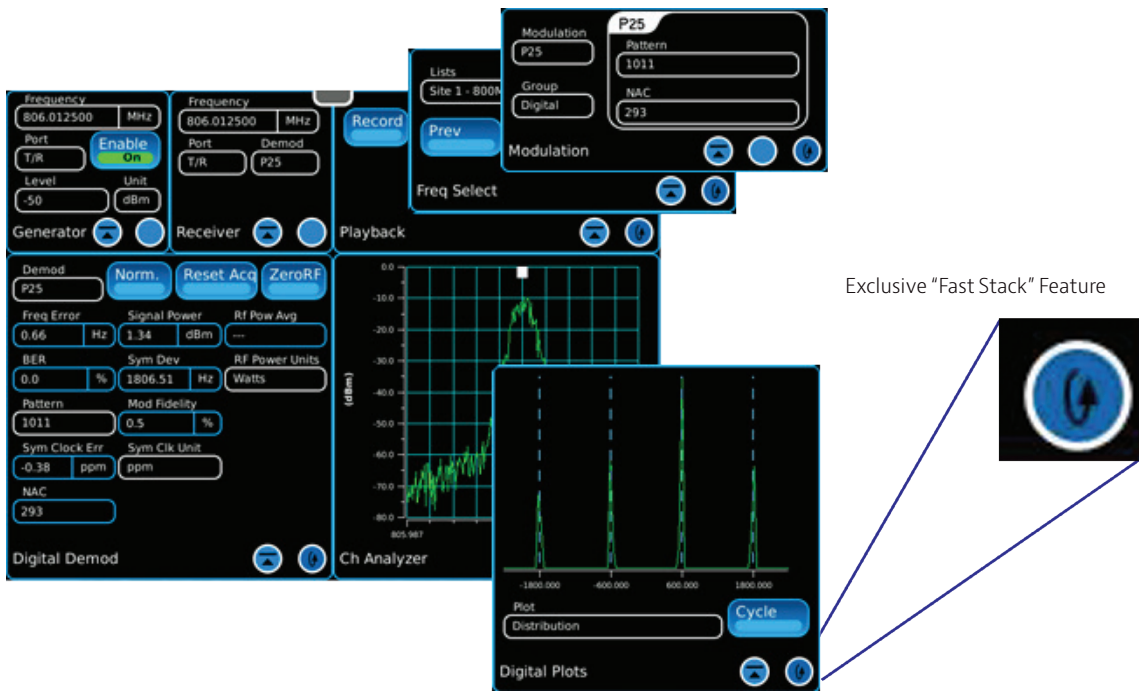 Frequency
806.012500 MHz
Port
T/R
Enable
On
Level
-50
Unit
dBm
Generator
Frequency
806.012500 MHz
Port
T/R
Demod
P25
Receiver
Record
Playback
Lists
Site 1 - 800M
Prev
Freq Select
Modulation
P25
Group
Digital
P25
Pattern
1011
NAC
293
Modulation
Demod
P25
Norm.
Reset Acq
ZeroRF
Freq Error
0.66 Hz
Signal Power
1.34 dBm
Rf Pow Avg
---
BER
0.0 %
Sym Dev
1806.51 Hz
RF Power Units
Watts
Pattern
1011
Mod Fidelity
0.5 %
Sym Clock Err
-0.38 ppm
Sym Clk Unit
ppm
NAC
293
Digital Demod
0.0
-10.0
-20.0
-30.0
-40.0
-50.0
-60.0
-70.0
-80.0
(dBm)
805.987
Ch Analyzer
-1800.000 -600.000 600.000 1800.000
Plot
Distribution
Cycle
Digital Plots
Exclusive “Fast Stack” Feature